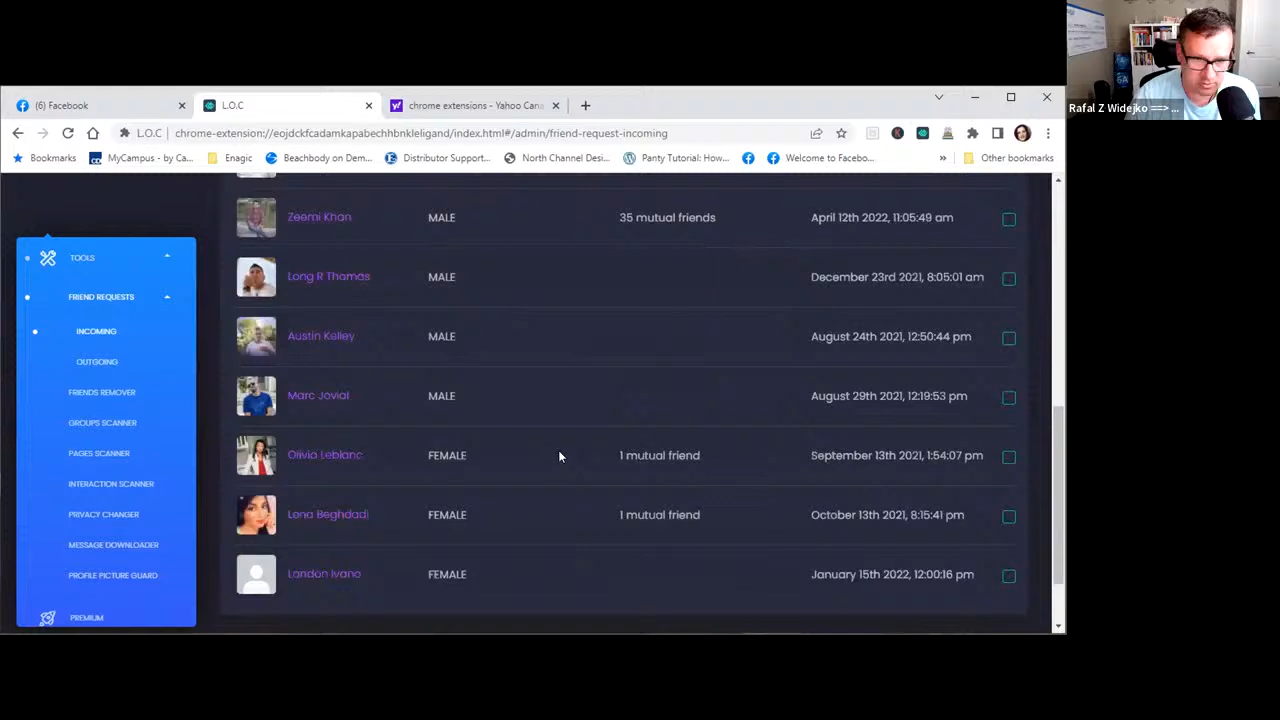 (6) Facebook
L.O.C
chrome extensions - Yahoo Cana
L.O.C
chrome-extension://eojdckfcadamkapabechhbnkleligand/index.html#/admin/friend-request-incoming
Bookmarks
MyCampus - by Ca...
Enagic
Beachbody on Dem...
Distributor Support...
North Channel Desi...
Panty Tutorial: How...
Welcome to Facebo...
»
Other bookmarks
Rafal Z Widejko ==> ...
TOOLS
FRIEND REQUESTS
INCOMING
OUTGOING
FRIENDS REMOVER
GROUPS SCANNER
PAGES SCANNER
INTERACTION SCANNER
PRIVACY CHANGER
MESSAGE DOWNLOADER
PROFILE PICTURE GUARD
PREMIUM
Zeemi Khan MALE 35 mutual friends April 12th 2022, 11:05:49 am
Long R Thamas MALE December 23rd 2021, 8:05:01 am
Austin Kelley MALE August 24th 2021, 12:50:44 pm
Marc Jovial MALE August 29th 2021, 12:19:53 pm
Olivia Leblanc FEMALE 1 mutual friend September 13th 2021, 1:54:07 pm
Lena Beghdadi FEMALE 1 mutual friend October 13th 2021, 8:15:41 pm
Landon Ivano FEMALE January 15th 2022, 12:00:16 pm